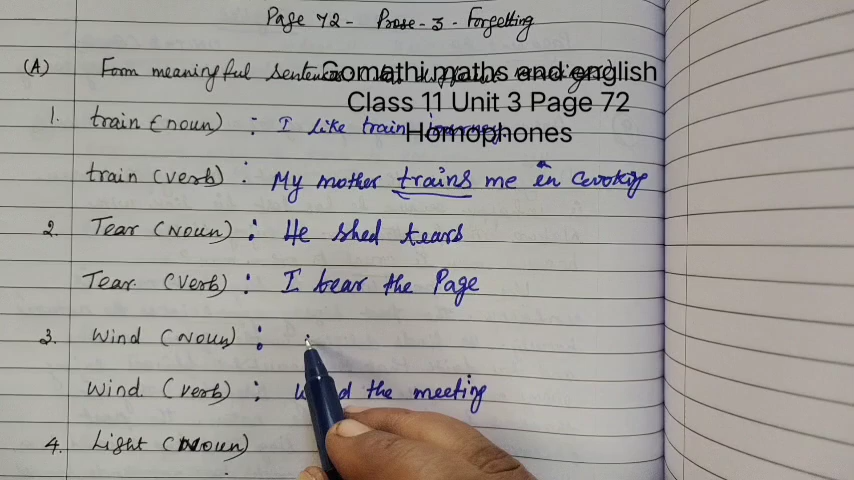 Page 72 - Prose - 3 - Forgetting
(A) Form meaningful Sentences
Gomathi maths and english
Class 11 Unit 3 Page 72
Homophones
1. train (noun) : I Like train journey.
train (verb) : My mother trains me in Cooking
2. Tear (Noun) : He shed tears
Tear. (Verb) : I tear the Page
3. Wind (Noun) :
Wind. (verb) : the meeting
4. Light (Noun)